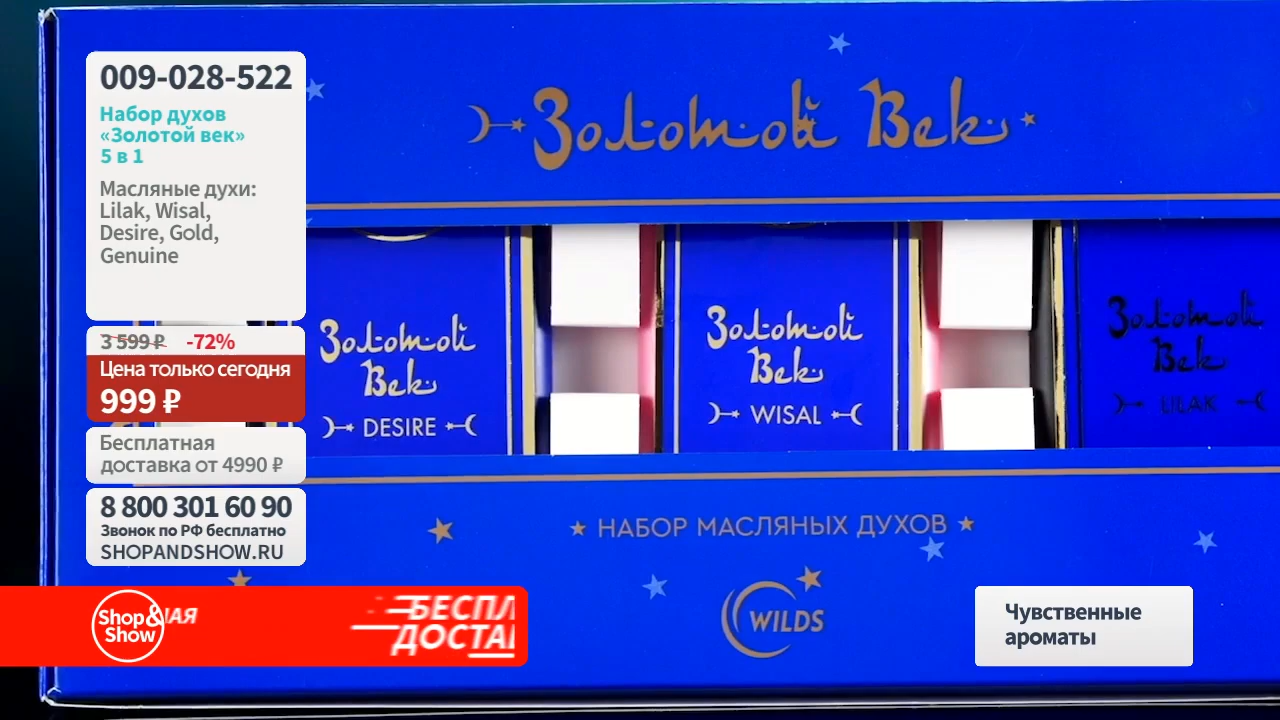 009-028-522
Набор духов
«Золотой век»
5 в 1
Масляные духи:
Lilak, Wisal,
Desire, Gold,
Genuine
3 599 ₽ -72%
Цена только сегодня
999 ₽
Бесплатная
доставка от 4990 ₽
8 800 301 60 90
Звонок по РФ бесплатно
SHOPANDSHOW.RU
Shop&
Show
Золотой Век
Золотой
Век
DESIRE
Золотой
Век
WISAL
Золотой
Век
LILAK
НАБОР МАСЛЯНЫХ ДУХОВ
WILDS
Чувственные
ароматы